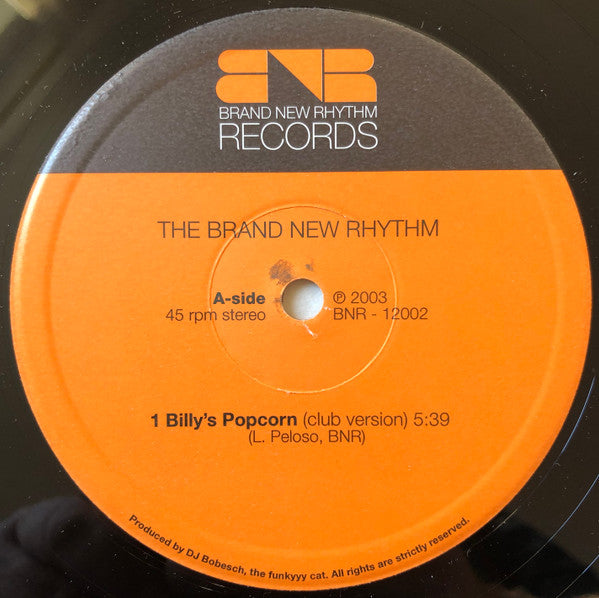 BNR
BRAND NEW RHYTHM
RECORDS
THE BRAND NEW RHYTHM
A-side
45 rpm stereo
℗ 2003
BNR - 12002
1 Billy's Popcorn (club version) 5:39
(L. Peloso, BNR)
Produced by DJ Bobesch, the funkyyy cat. All rights are strictly reserved.